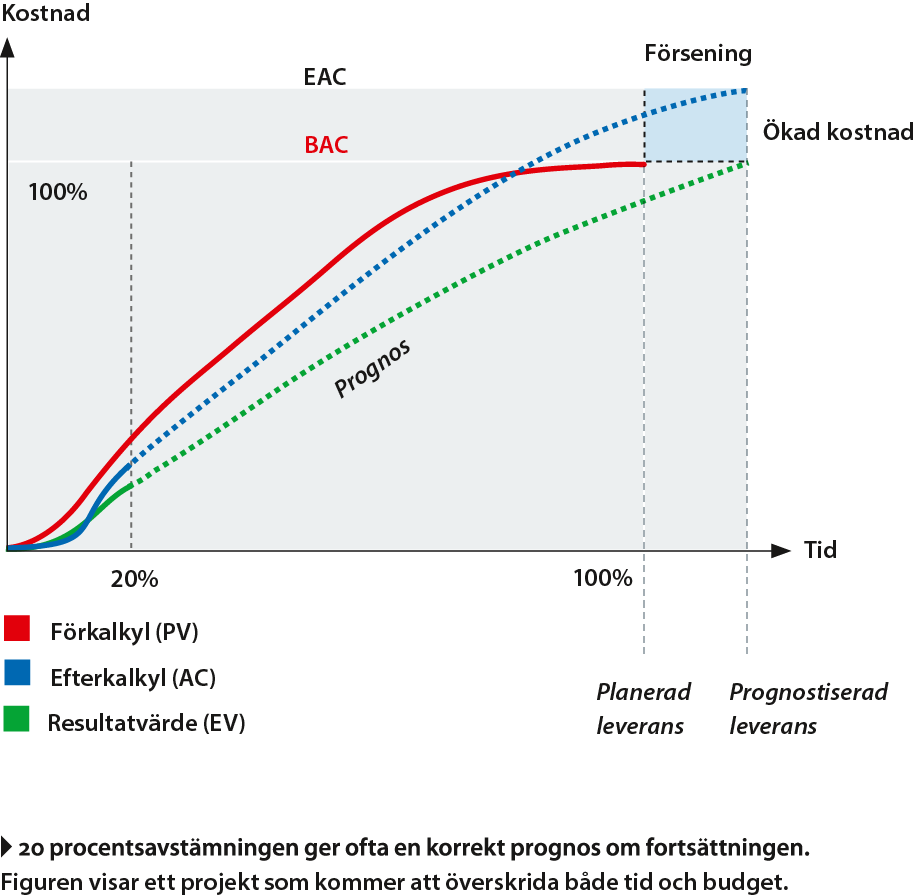 Kostnad
Försening
EAC
Ökad kostnad
BAC
100%
Prognos
Tid
20%
100%
Förkalkyl (PV)
Efterkalkyl (AC)
Resultatvärde (EV)
Planerad
leverans
Prognostiserad
leverans
20 procentsavstämningen ger ofta en korrekt prognos om fortsättningen.
Figuren visar ett projekt som kommer att överskrida både tid och budget.